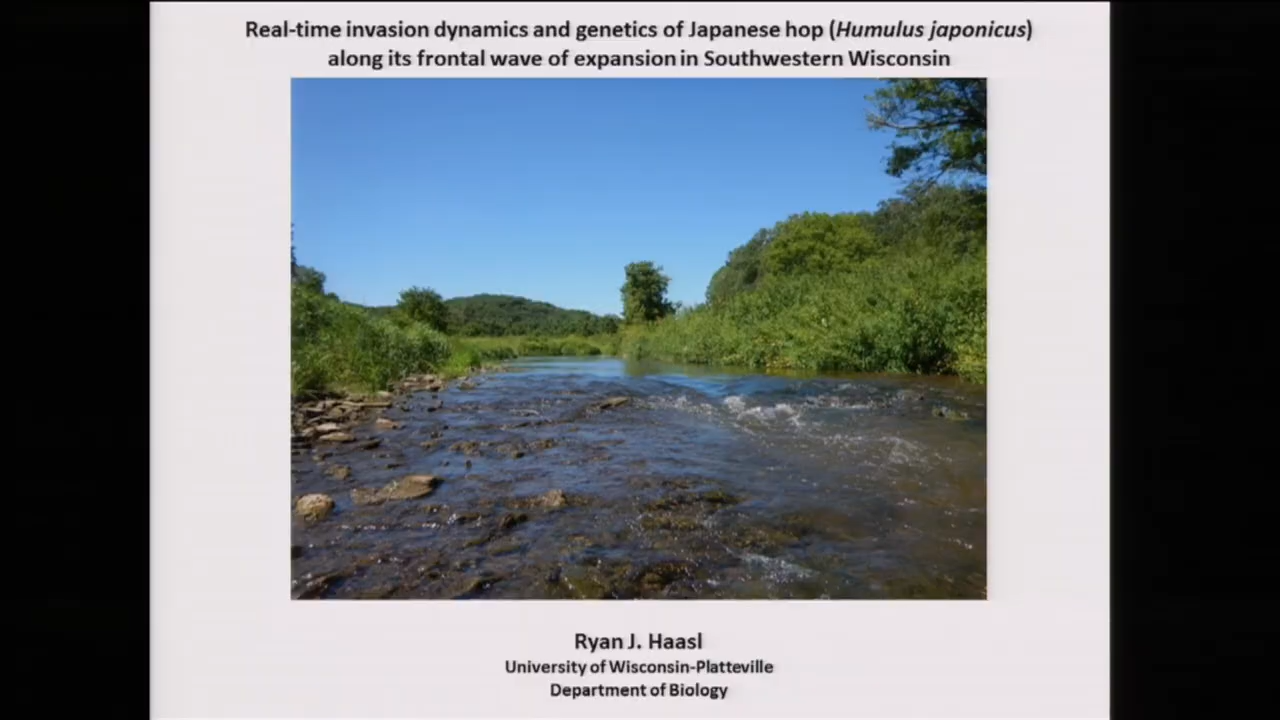 Real-time invasion dynamics and genetics of Japanese hop (Humulus japonicus)
along its frontal wave of expansion in Southwestern Wisconsin
Ryan J. Haasl
University of Wisconsin-Platteville
Department of Biology